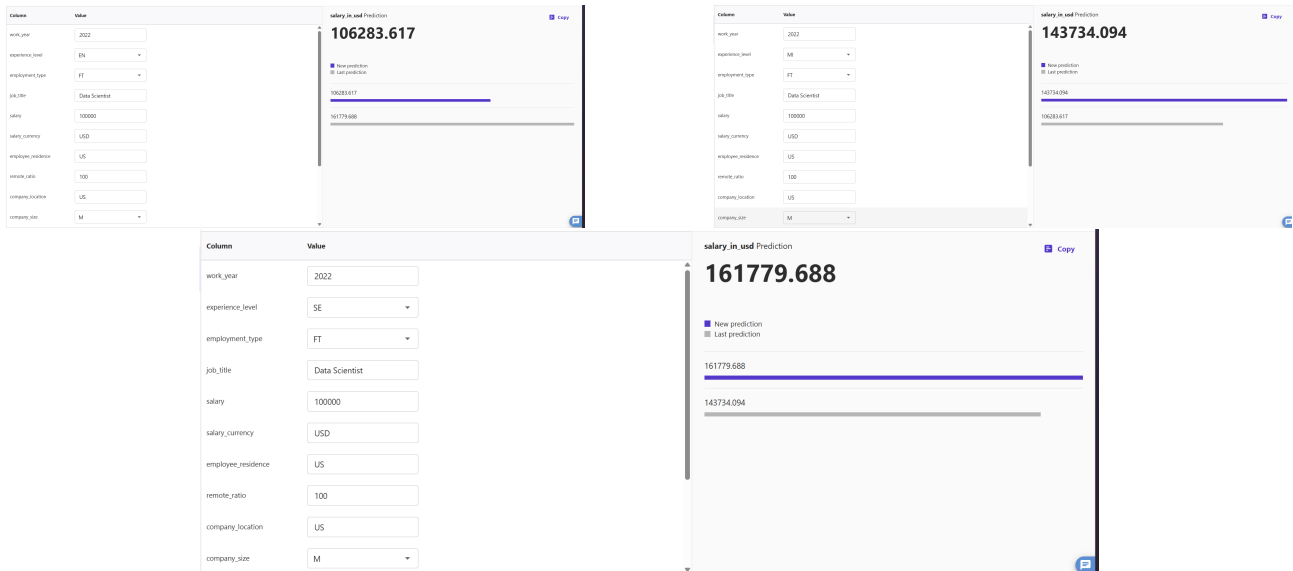 Column Value
work_year 2022
experience_level EN
employment_type FT
job_title Data Scientist
salary 100000
salary_currency USD
employee_residence US
remote_ratio 100
company_location US
company_size M
salary_in_usd Prediction
Copy
106283.617
New prediction
Last prediction
106283.617
161779.688
Column Value
work_year 2022
experience_level MI
employment_type FT
job_title Data Scientist
salary 100000
salary_currency USD
employee_residence US
remote_ratio 100
company_location US
company_size M
salary_in_usd Prediction
Copy
143734.094
New prediction
Last prediction
143734.094
106283.617
Column Value
work_year 2022
experience_level SE
employment_type FT
job_title Data Scientist
salary 100000
salary_currency USD
employee_residence US
remote_ratio 100
company_location US
company_size M
salary_in_usd Prediction
Copy
161779.688
New prediction
Last prediction
161779.688
143734.094